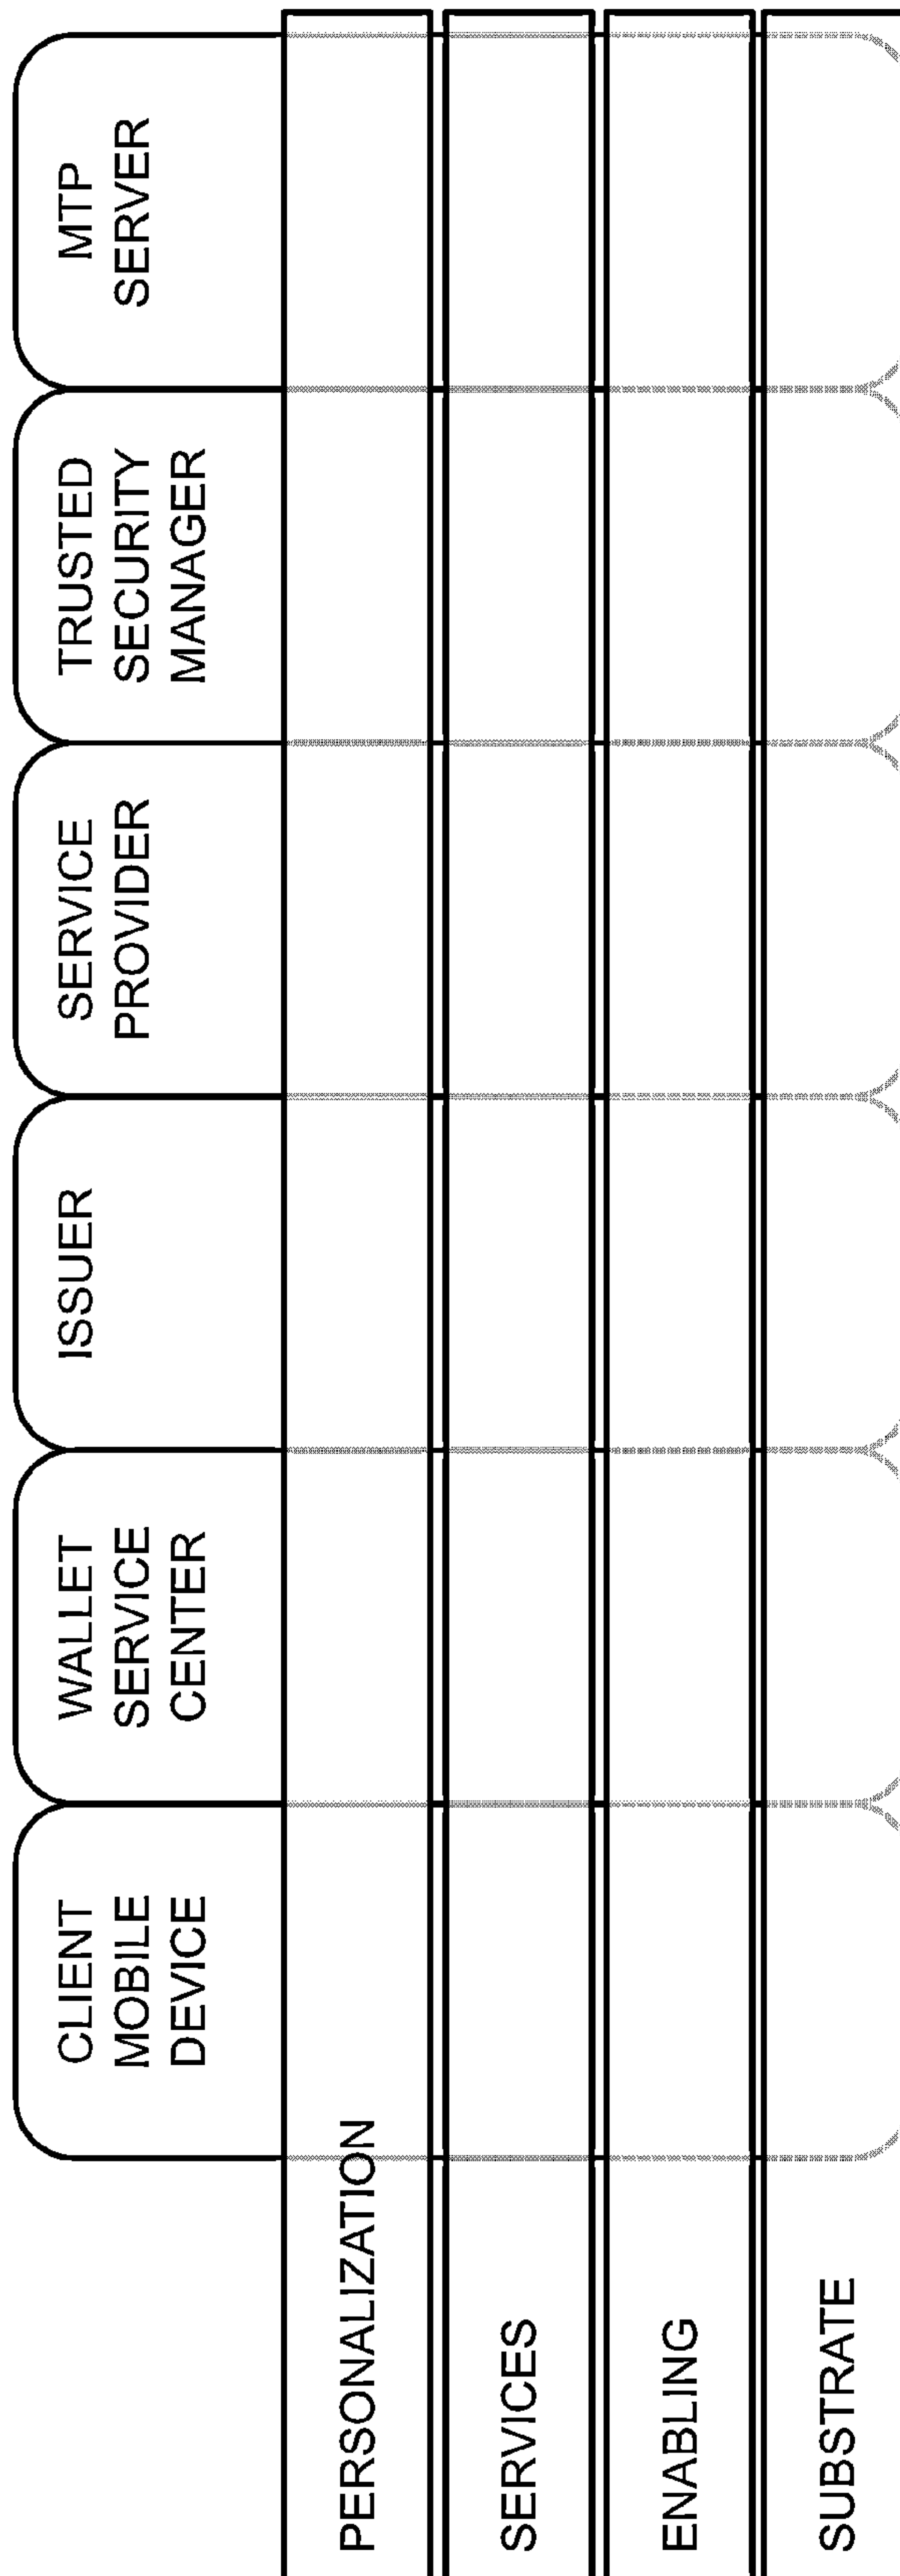 CLIENT
MOBILE
DEVICE
WALLET
SERVICE
CENTER
ISSUER
SERVICE
PROVIDER
TRUSTED
SECURITY
MANAGER
MTP
SERVER
PERSONALIZATION
SERVICES
ENABLING
SUBSTRATE